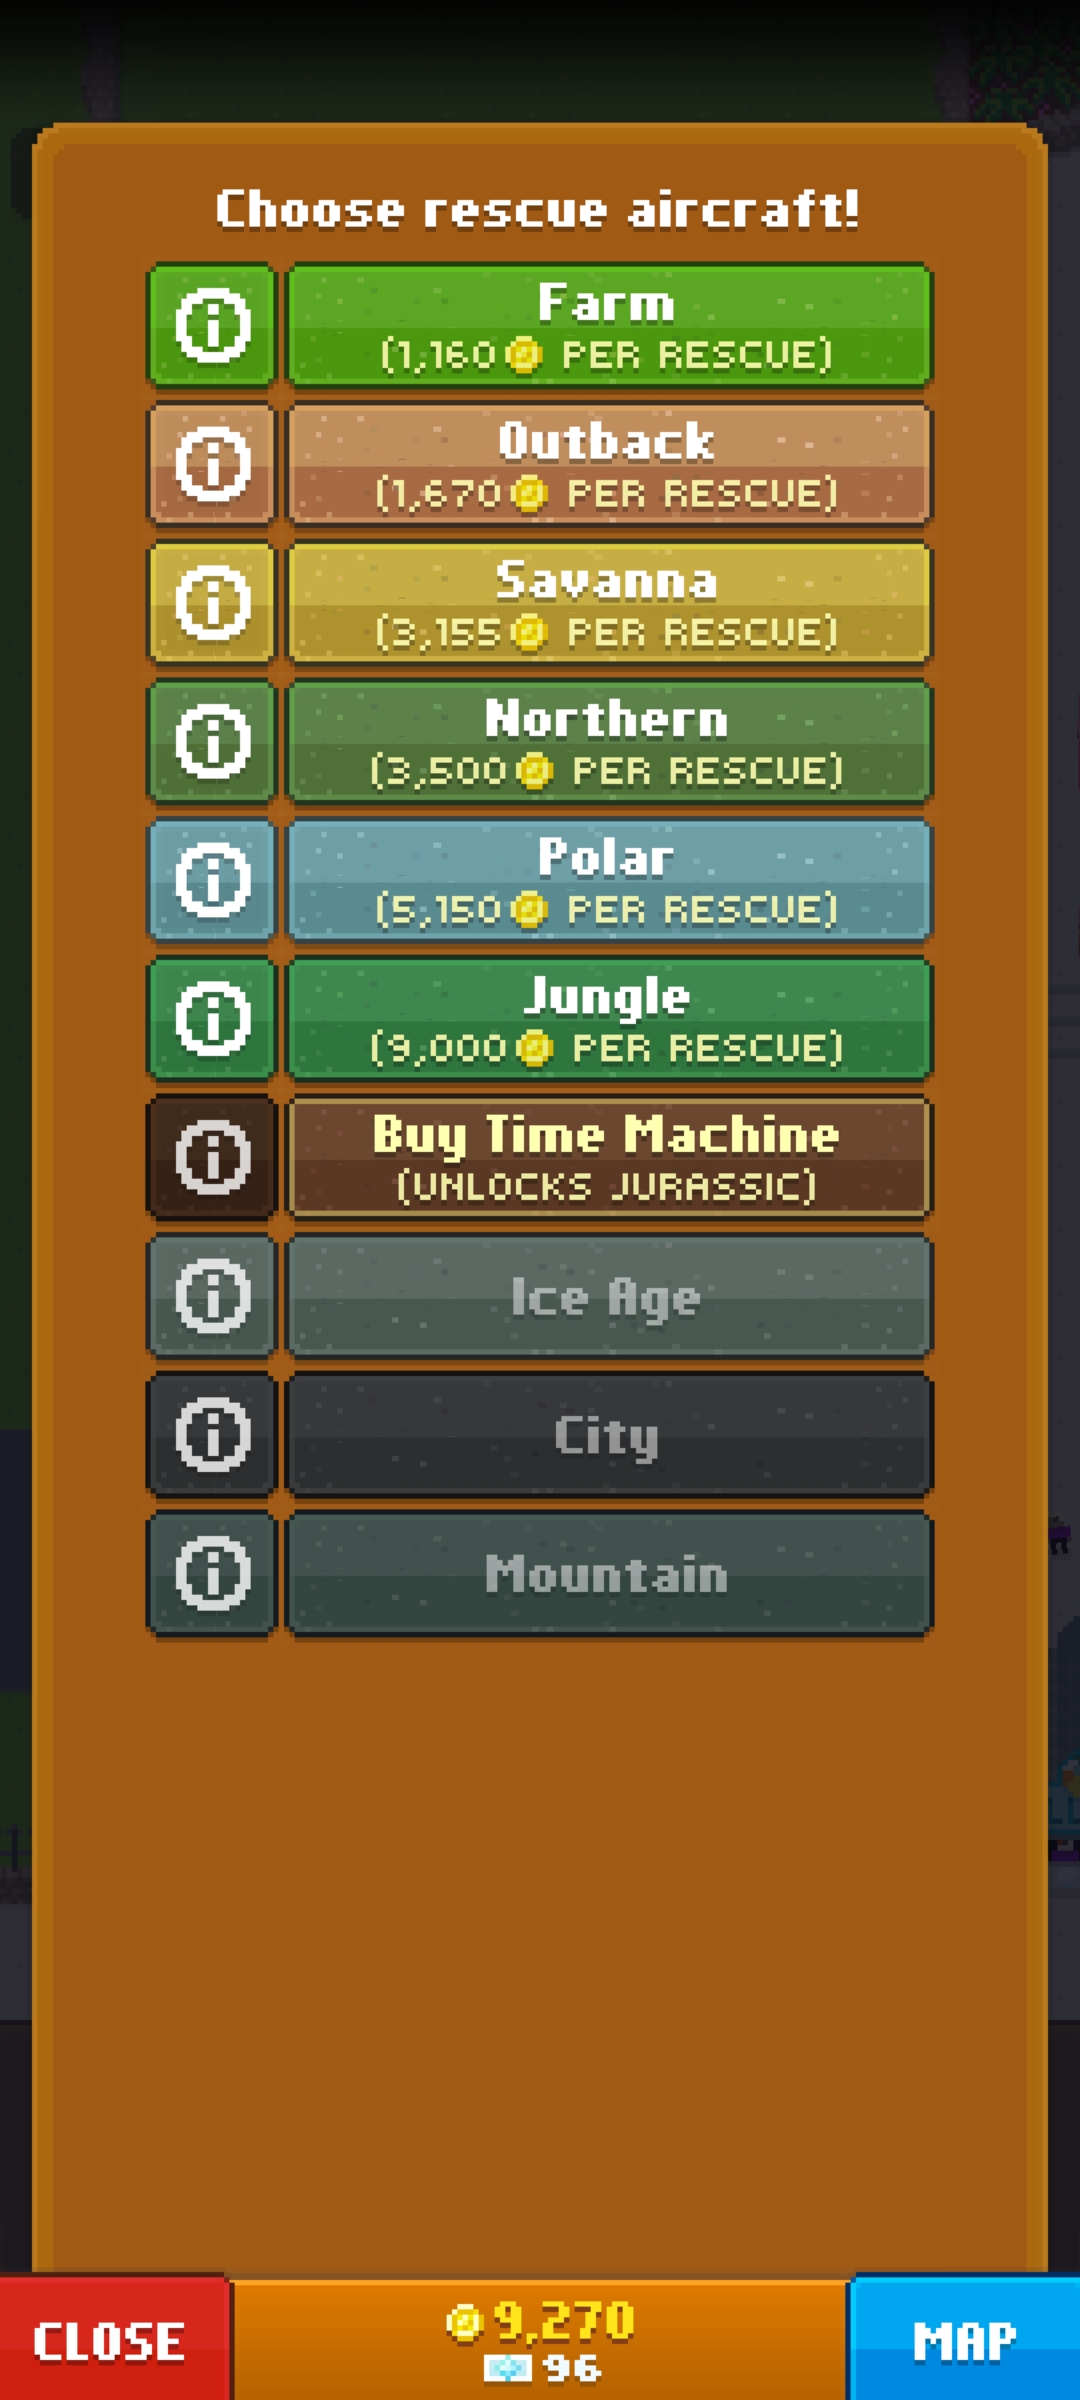 Choose rescue aircraft!
Farm
(1,160 PER RESCUE)
Outback
(1,670 PER RESCUE)
Savanna
(3,155 PER RESCUE)
Northern
(3,500 PER RESCUE)
Polar
(5,150 PER RESCUE)
Jungle
(9,000 PER RESCUE)
Buy Time Machine
(UNLOCKS JURASSIC)
Ice Age
City
Mountain
CLOSE
9,270
96
MAP